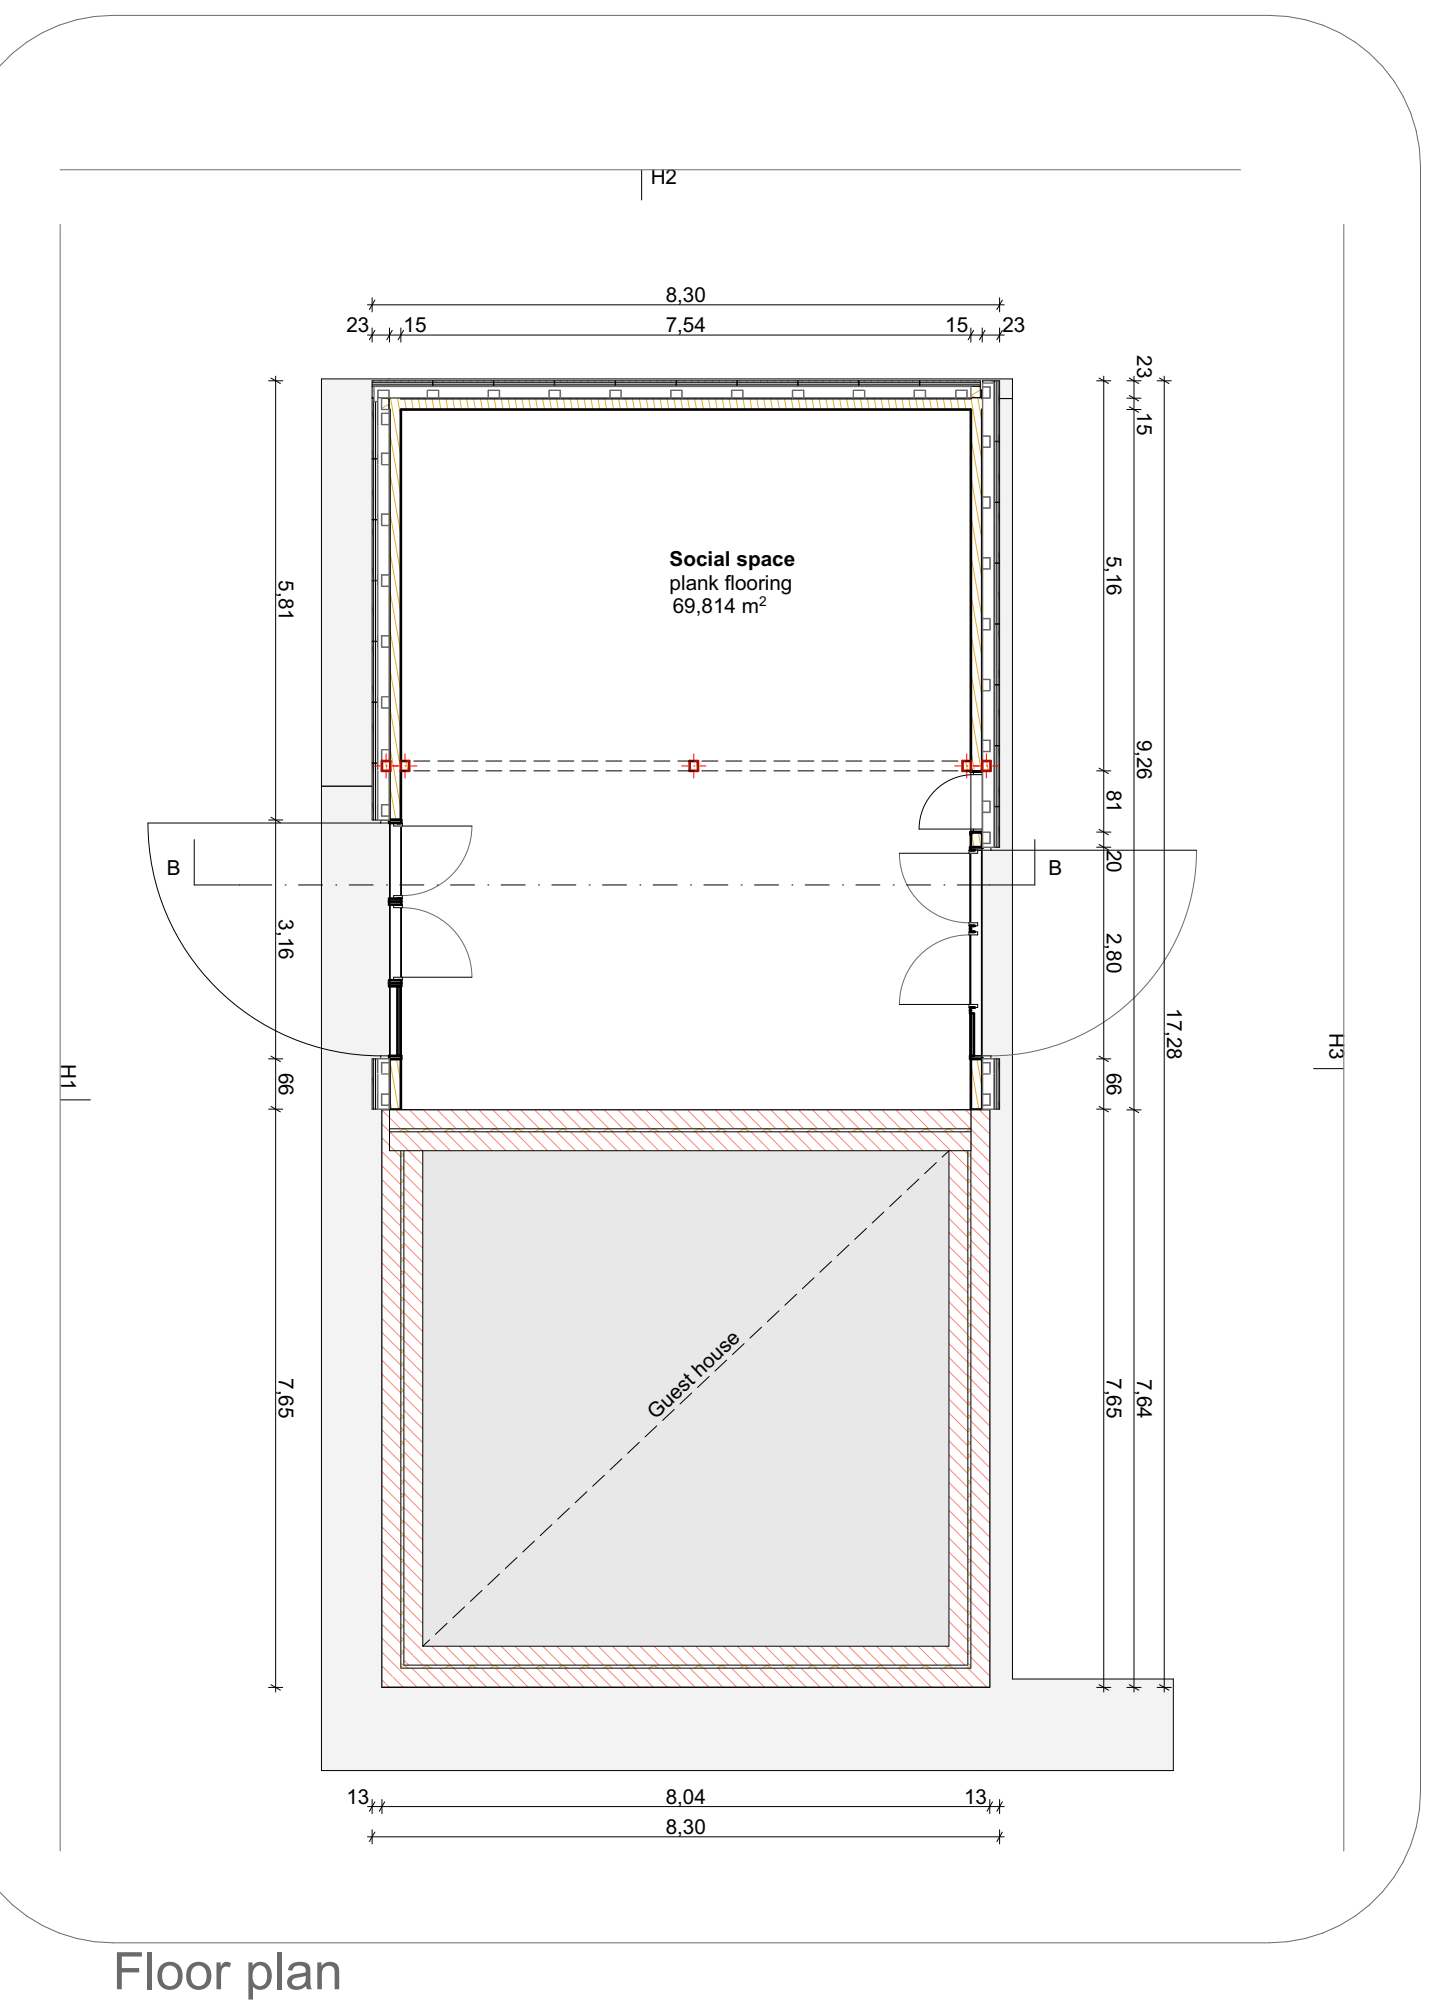 H2
8,30
23 15 7,54 15 23
23
15
Social space
plank flooring
69,814 m²
5,81
5,16
9,26
81
B
B
20
3,16
2,80
17,28
H1
H3
66
66
Guest house
7,65
7,65
7,64
13 8,04 13
8,30
Floor plan